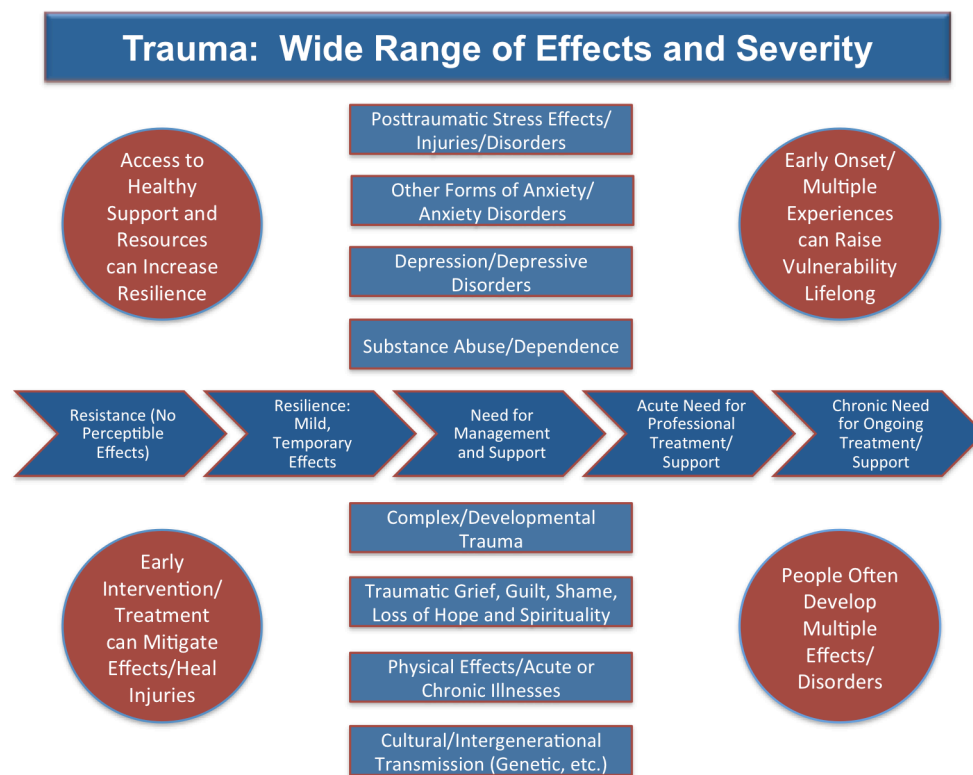 Trauma:  Wide Range of Effects and Severity
Access to
Healthy
Support and
Resources
can Increase
Resilience
Posttraumatic Stress Effects/
Injuries/Disorders
Other Forms of Anxiety/
Anxiety Disorders
Depression/Depressive
Disorders
Substance Abuse/Dependence
Early Onset/
Multiple
Experiences
can Raise
Vulnerability
Lifelong
Resistance (No
Perceptible
Effects)
Resilience:
Mild,
Temporary
Effects
Need for
Management
and Support
Acute Need for
Professional
Treatment/
Support
Chronic Need
for Ongoing
Treatment/
Support
Early
Intervention/
Treatment
can Mitigate
Effects/Heal
Injuries
Complex/Developmental
Trauma
Traumatic Grief, Guilt, Shame,
Loss of Hope and Spirituality
Physical Effects/Acute or
Chronic Illnesses
Cultural/Intergenerational
Transmission (Genetic, etc.)
People Often
Develop
Multiple
Effects/
Disorders